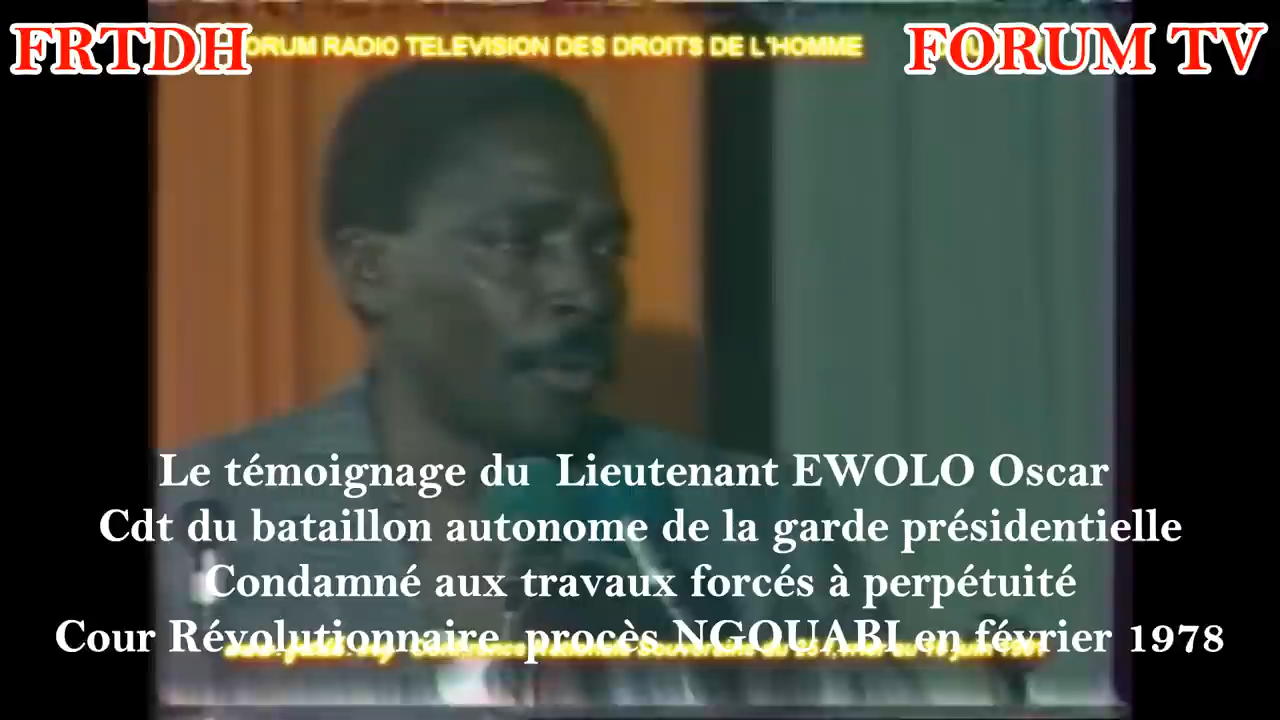 FRTDH
FORUM RADIO TELEVISION DES DROITS DE L'HOMME
FORUM TV
Le témoignage du Lieutenant EWOLO Oscar
Cdt du bataillon autonome de la garde présidentielle
Condamné aux travaux forcés à perpétuité
Cour Révolutionnaire procès NGOUABI en février 1978